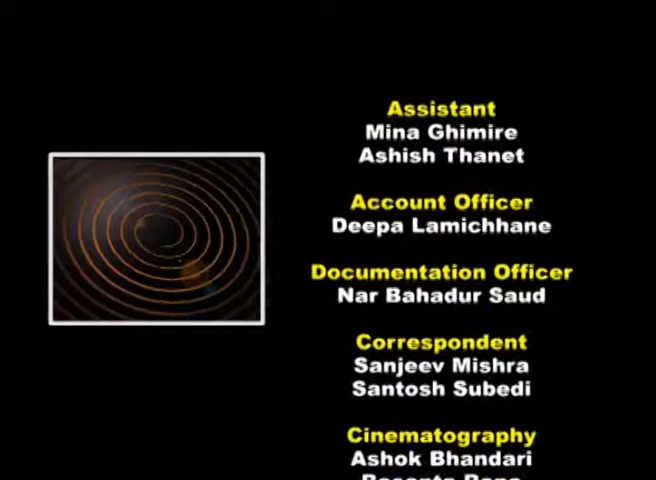 Assistant
Mina Ghimire
Ashish Thanet
Account Officer
Deepa Lamichhane
Documentation Officer
Nar Bahadur Saud
Correspondent
Sanjeev Mishra
Santosh Subedi
Cinematography
Ashok Bhandari